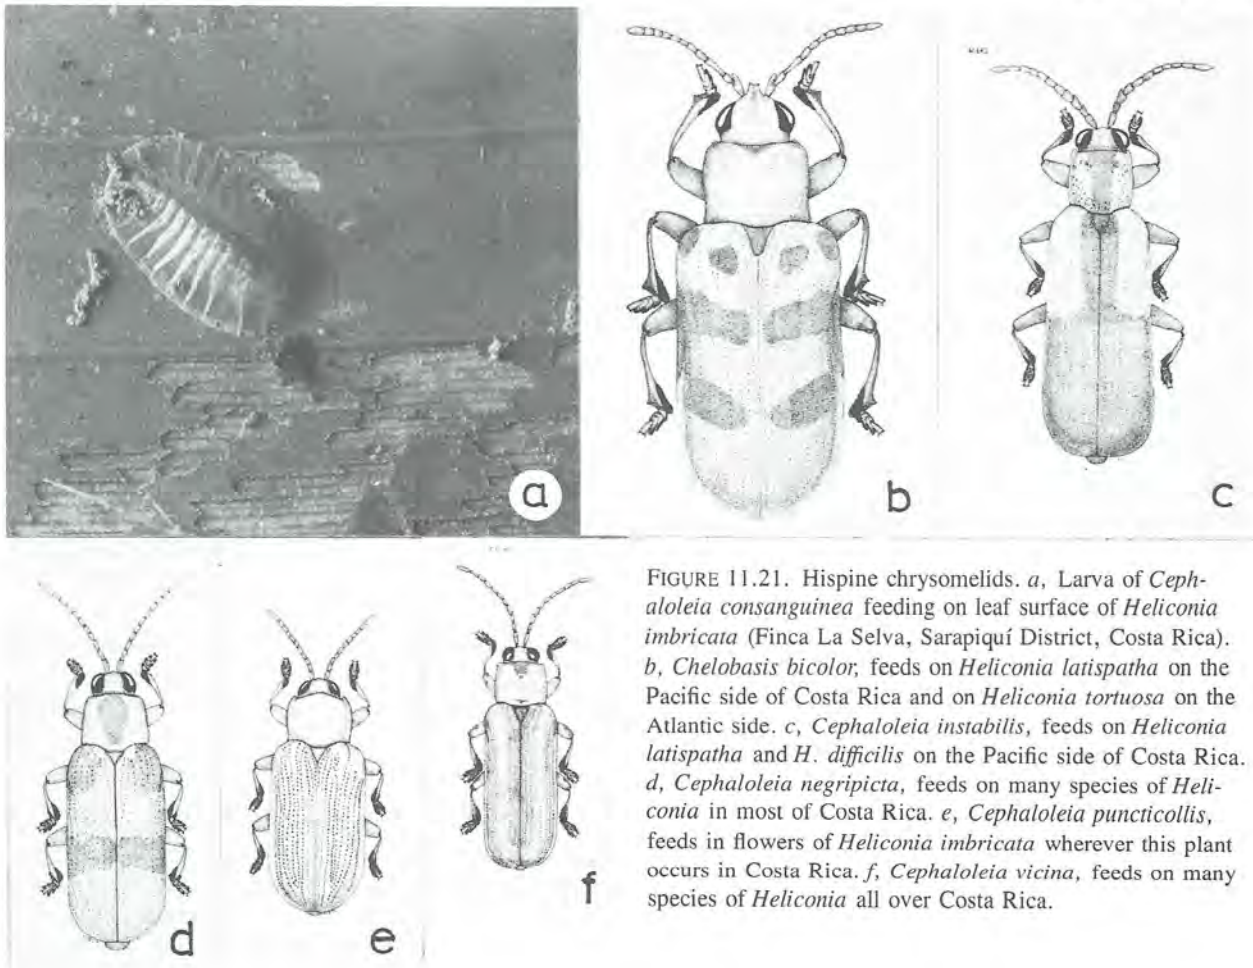 a
b
c
d
e
f
FIGURE 11.21. Hispine chrysomelids. a, Larva of Ceph-
aloleia consanguinea feeding on leaf surface of Heliconia
imbricata (Finca La Selva, Sarapiquí District, Costa Rica).
b, Chelobasis bicolor, feeds on Heliconia latispatha on the
Pacific side of Costa Rica and on Heliconia tortuosa on the
Atlantic side. c, Cephaloleia instabilis, feeds on Heliconia
latispatha and H. difficilis on the Pacific side of Costa Rica.
d, Cephaloleia negripicta, feeds on many species of Heli-
conia in most of Costa Rica. e, Cephaloleia puncticollis,
feeds in flowers of Heliconia imbricata wherever this plant
occurs in Costa Rica. f, Cephaloleia vicina, feeds on many
species of Heliconia all over Costa Rica.